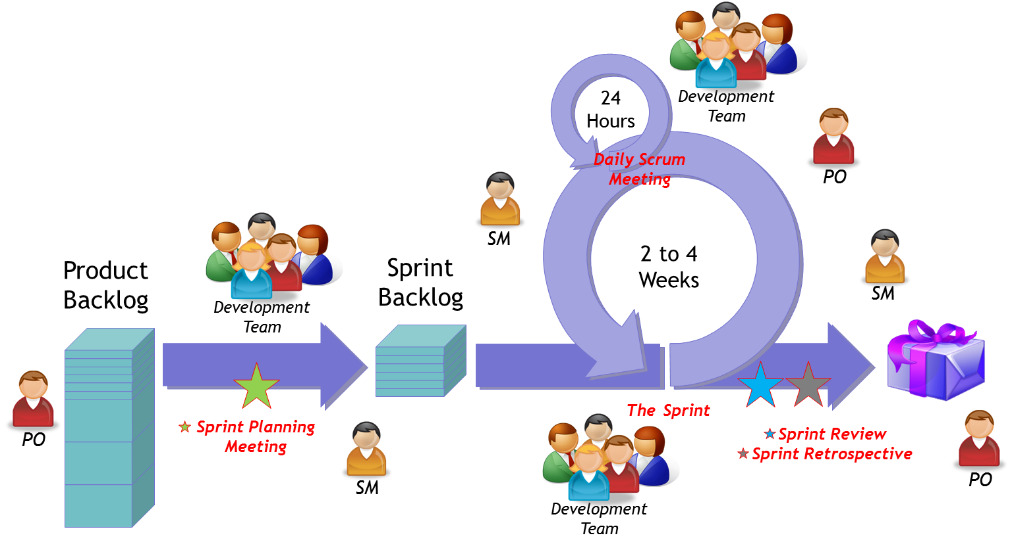 24
Hours
Development
Team
Daily Scrum
Meeting
PO
SM
2 to 4
Weeks
SM
Product
Backlog
Development
Team
Sprint
Backlog
PO
Sprint Planning
Meeting
SM
The Sprint
Sprint Review
Sprint Retrospective
Development
Team
PO